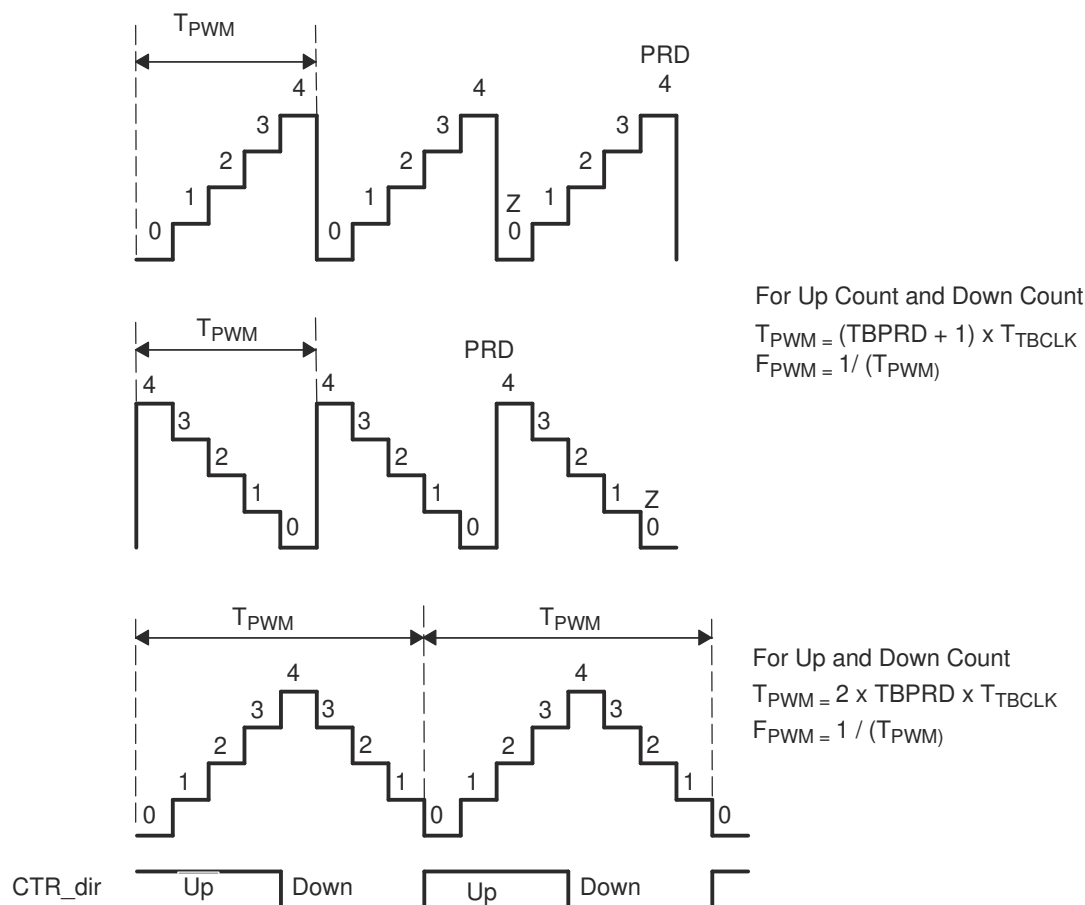 TPWM
PRD
4 4 4
3 3 3
2 2 2
1 1 Z 1
0 0 0
For Up Count and Down Count
TPWM = (TBPRD + 1) x TTBCLK
FPWM = 1/ (TPWM)
TPWM
PRD
4 4 4
3 3 3
2 2 2
1 1 1 Z
0 0 0
TPWM TPWM
For Up and Down Count
TPWM = 2 x TBPRD x TTBCLK
FPWM = 1 / (TPWM)
4 4
3 3 3 3
2 2 2 2
1 1 1 1
0 0 0
CTR_dir Up Down Up Down